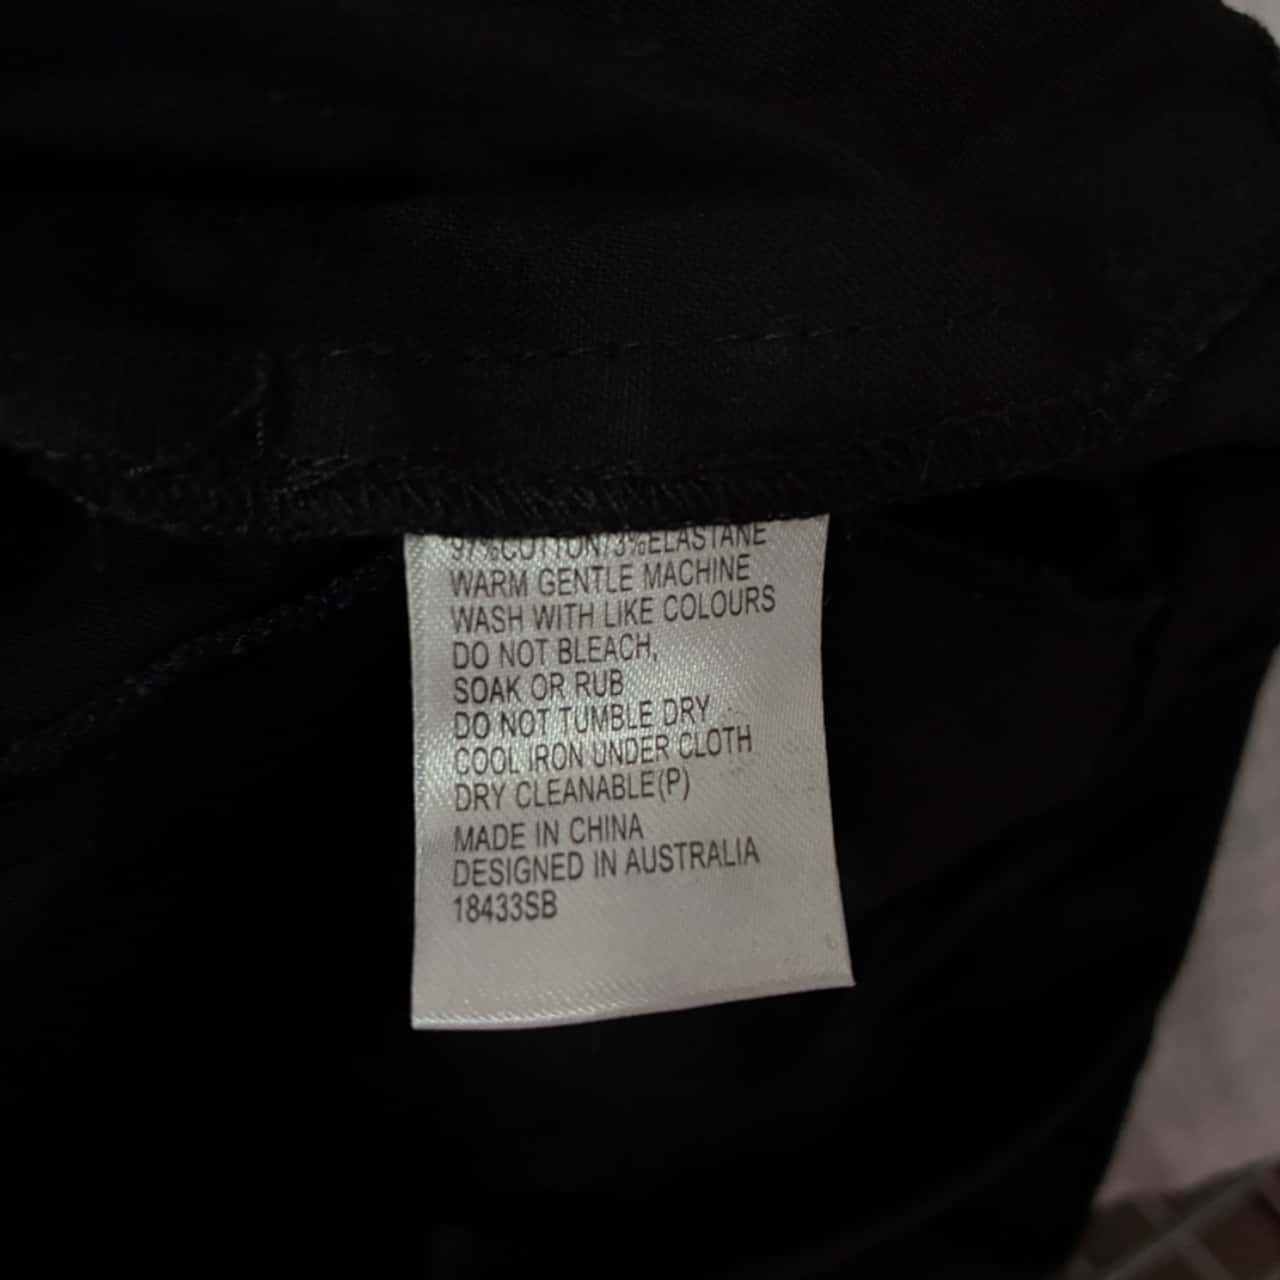 97%COTTON/3%ELASTANE
WARM GENTLE MACHINE
WASH WITH LIKE COLOURS
DO NOT BLEACH,
SOAK OR RUB
DO NOT TUMBLE DRY
COOL IRON UNDER CLOTH
DRY CLEANABLE(P)
MADE IN CHINA
DESIGNED IN AUSTRALIA
18433SB